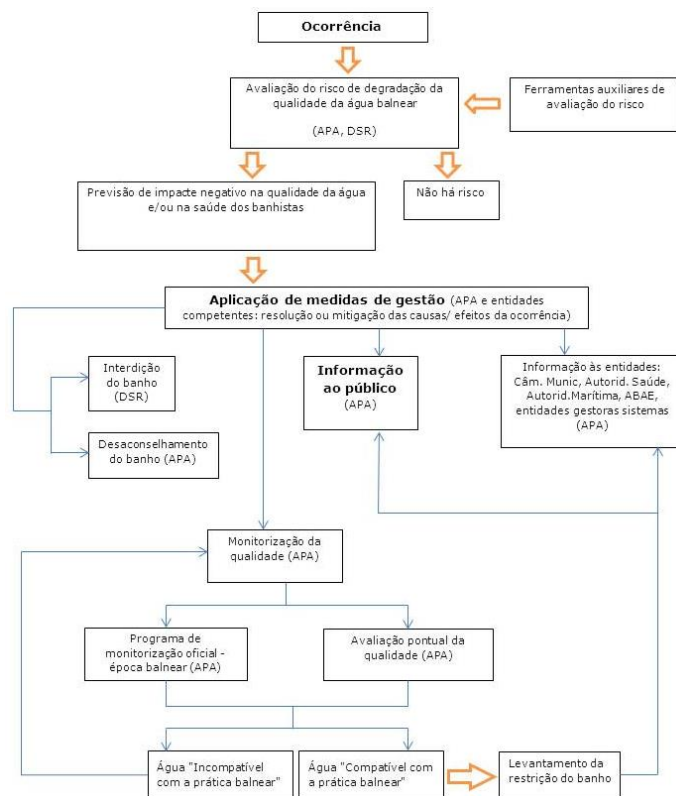 Ocorrência
Avaliação do risco de degradação da
qualidade da água balnear
(APA, DSR)
Ferramentas auxiliares de
avaliação do risco
Previsão de impacte negativo na qualidade da água
e/ou na saúde dos banhistas
Não há risco
Aplicação de medidas de gestão (APA e entidades
competentes: resolução ou mitigação das causas/ efeitos da ocorrência)
Interdição
do banho
(DSR)
Desaconselhamento
do banho (APA)
Informação
ao público
(APA)
Informação às entidades:
Câm. Munic, Autorid. Saúde,
Autorid.Marítima, ABAE,
entidades gestoras sistemas
(APA)
Monitorização da
qualidade (APA)
Programa de
monitorização oficial -
época balnear (APA)
Avaliação pontual da
qualidade (APA)
Água "Incompatível
com a prática balnear"
Água "Compatível com
a prática balnear"
Levantamento da
restrição do banho